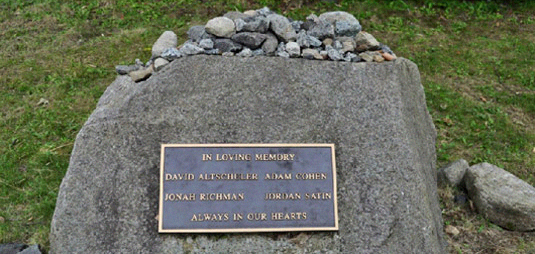 IN LOVING MEMORY
DAVID ALTSCHULER ADAM COHEN
JONAH RICHMAN JORDAN SATIN
ALWAYS IN OUR HEARTS